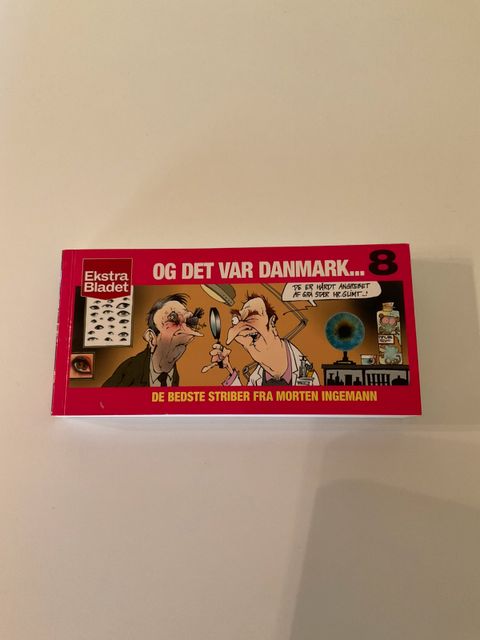 Ekstra
Bladet
OG DET VAR DANMARK... 8
DE ER HÅRDT ANGREBET
AF GRÅ STÆR HR. GLIMT..!
DE BEDSTE STRIBER FRA MORTEN INGEMANN